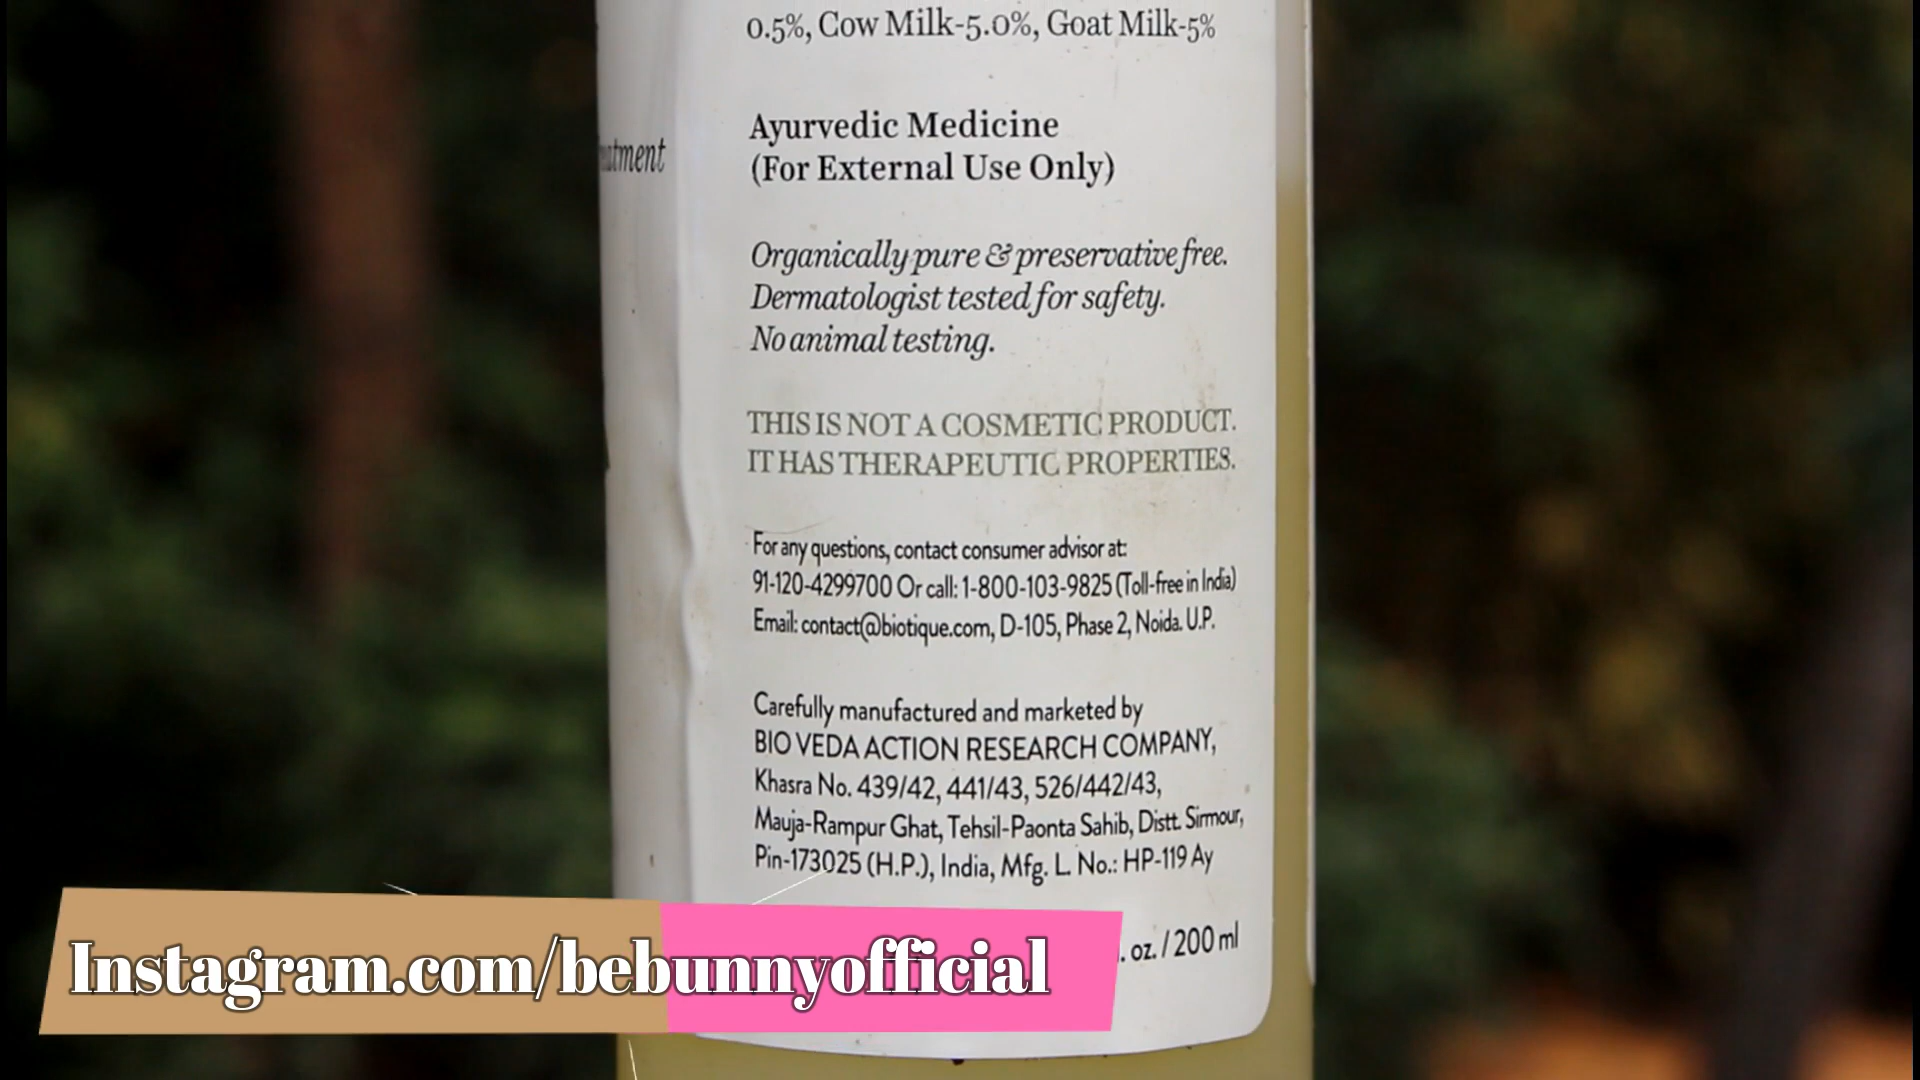 0.5%, Cow Milk-5.0%, Goat Milk-5%
Ayurvedic Medicine
(For External Use Only)
Organically pure & preservative free.
Dermatologist tested for safety.
No animal testing.
THIS IS NOT A COSMETIC PRODUCT.
IT HAS THERAPEUTIC PROPERTIES.
For any questions, contact consumer advisor at:
91-120-4299700 Or call: 1-800-103-9825 (Toll-free in India)
Email: contact@biotique.com, D-105, Phase 2, Noida. U.P.
Carefully manufactured and marketed by
BIO VEDA ACTION RESEARCH COMPANY,
Khasra No. 439/42, 441/43, 526/442/43,
Mauja-Rampur Ghat, Tehsil-Paonta Sahib, Distt. Sirmour,
Pin-173025 (H.P.), India, Mfg. L. No.: HP-119 Ay
. oz. / 200 ml
Instagram.com/bebunnyofficial